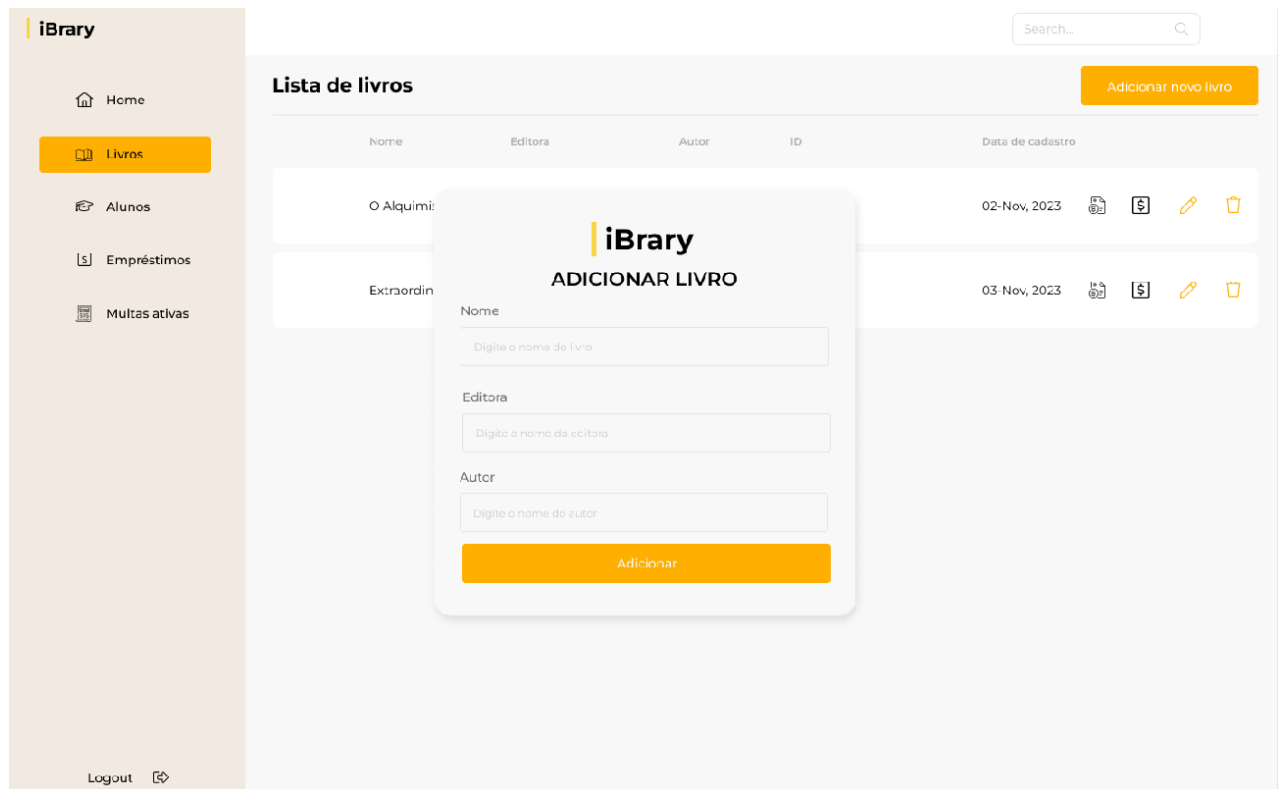 iBrary
Search...
Home
Livros
Alunos
Empréstimos
Multas ativas
Logout
Lista de livros
Adicionar novo livro
Nome Editora Autor ID Data de cadastro
O Alquimis 02-Nov, 2023
Extraordin 03-Nov, 2023
iBrary
ADICIONAR LIVRO
Nome
Digite o nome do livro
Editora
Digite o nome da editora
Autor
Digite o nome do autor
Adicionar